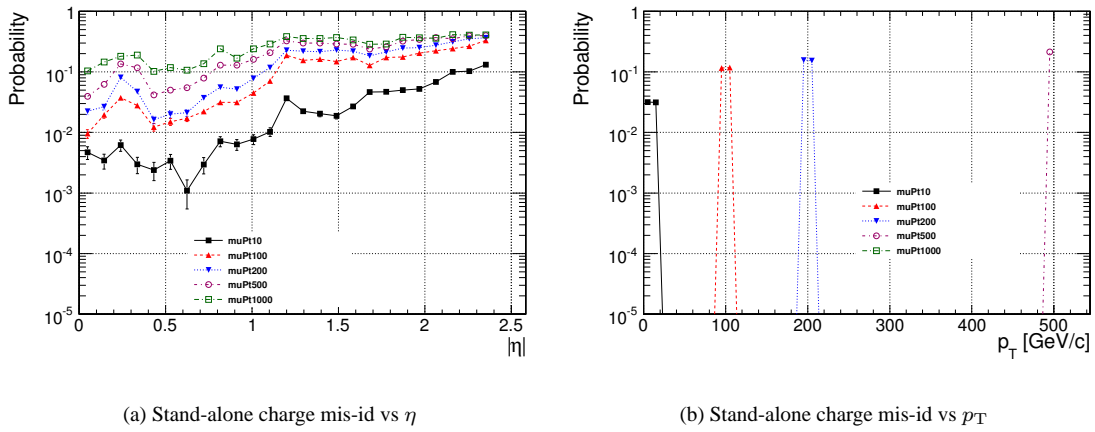 Probability
1
10^-1
10^-2
10^-3
10^-4
10^-5
muPt10
muPt100
muPt200
muPt500
muPt1000
0 0.5 1 1.5 2 2.5
|η|
Probability
1
10^-1
10^-2
10^-3
10^-4
10^-5
muPt10
muPt100
muPt200
muPt500
muPt1000
0 100 200 300 400 500
p_T [GeV/c]
(a) Stand-alone charge mis-id vs η
(b) Stand-alone charge mis-id vs p_T